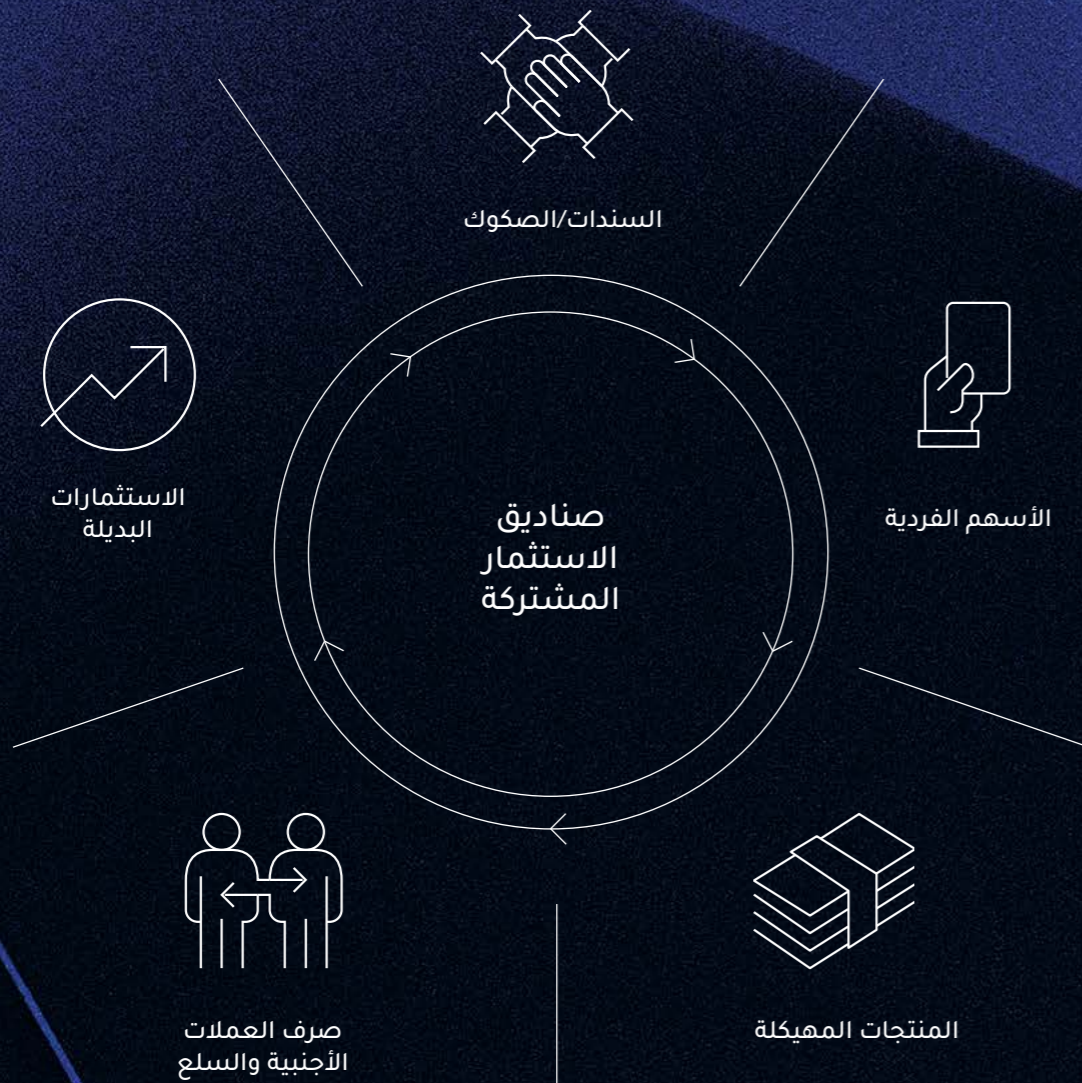 السندات/الصكوك
الأسهم الفردية
الاستثمارات
البديلة
صناديق
الاستثمار
المشتركة
المنتجات المهيكلة
صرف العملات
الأجنبية والسلع